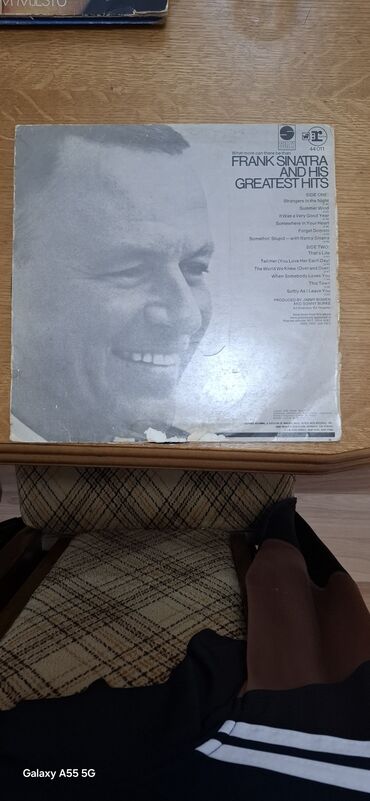 What more can there be than
FRANK SINATRA
AND HIS
GREATEST HITS
44 011
SIDE ONE:
Strangers in the Night
Summer Wind
It Was a Very Good Year
Somewhere in Your Heart
Forget Domani
Somethin' Stupid — with Nancy Sinatra
SIDE TWO:
That's Life
Tell Her (You Love Her Each Day)
The World We Knew (Over and Over)
When Somebody Loves You
This Town
Softly As I Leave You
PRODUCED BY JIMMY BOWEN
AND SONNY BURKE
Galaxy A55 5G